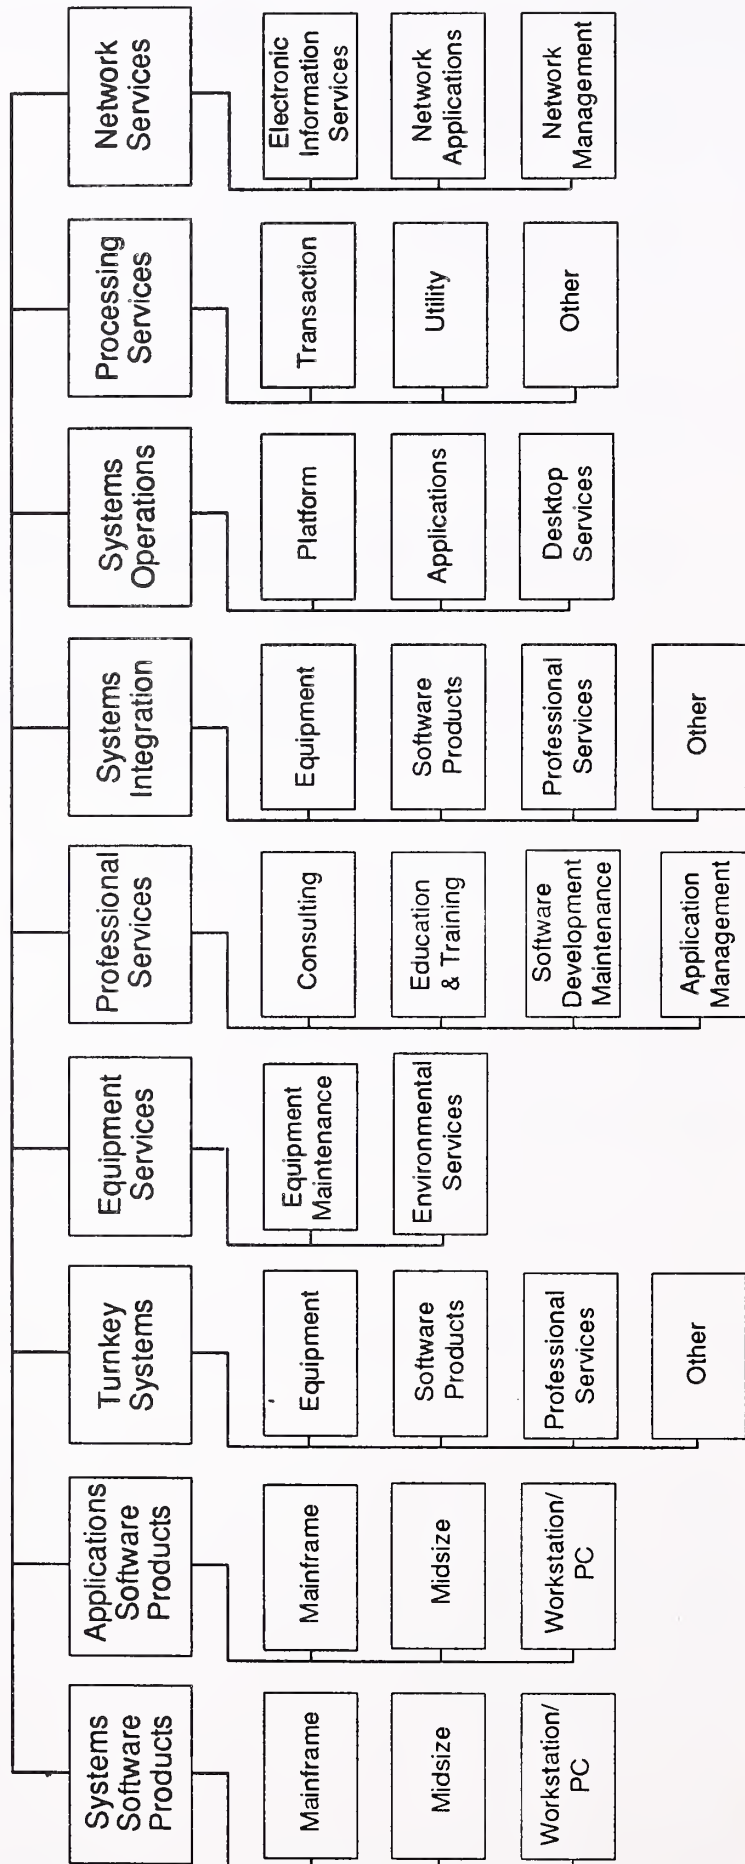 Systems
Software
Products
Mainframe
Midsize
Workstation/
PC
Applications
Software
Products
Mainframe
Midsize
Workstation/
PC
Turnkey
Systems
Equipment
Software
Products
Professional
Services
Other
Equipment
Services
Equipment
Maintenance
Environmental
Services
Professional
Services
Consulting
Education
& Training
Software
Development
Maintenance
Application
Management
Systems
Integration
Equipment
Software
Products
Professional
Services
Other
Systems
Operations
Platform
Applications
Desktop
Services
Processing
Services
Transaction
Utility
Other
Network
Services
Electronic
Information
Services
Network
Applications
Network
Management